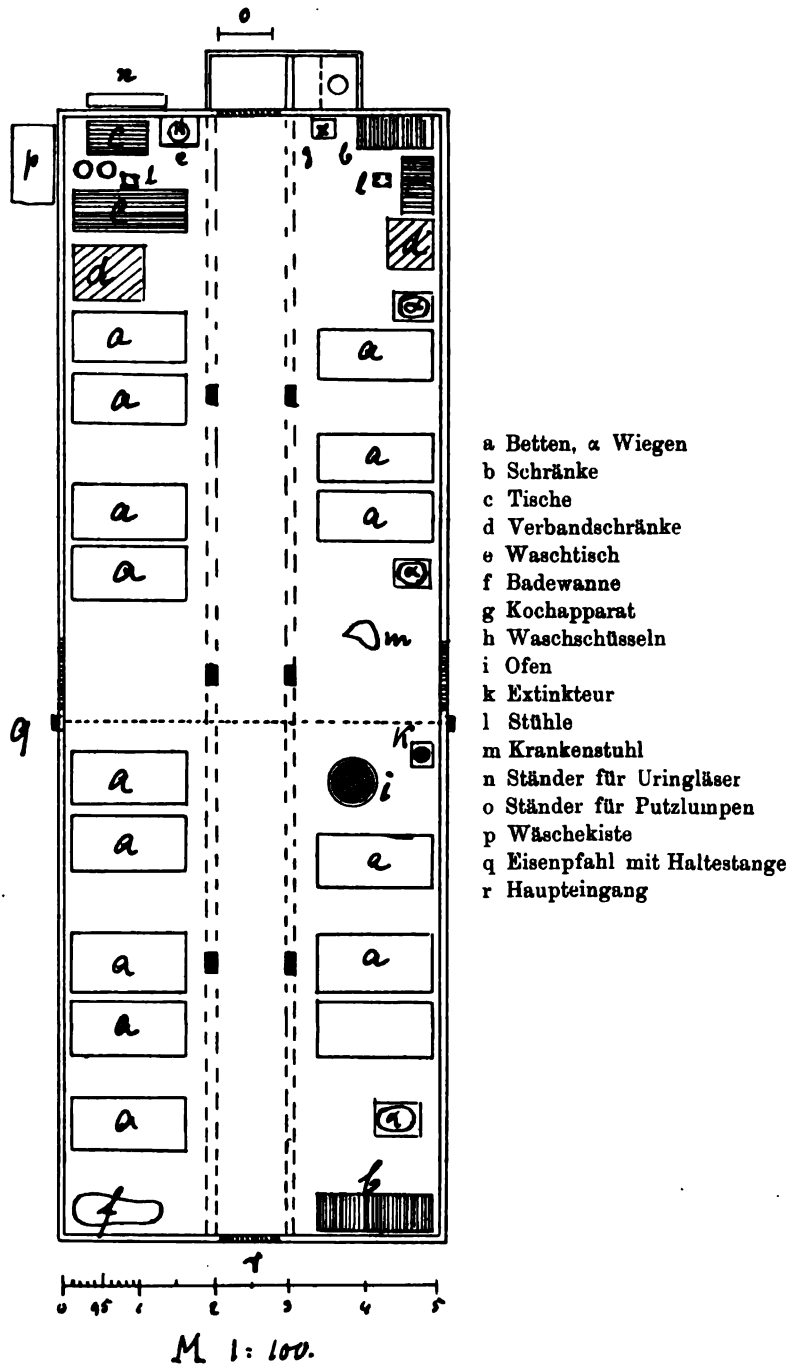 o
n
p
c
h
e
g
b
l
l
c
d
d
α
a
a
a
a
a
a
a
a
α
m
q
k
i
a
a
a
a
a
a
a
α
a
f
b
r
0 0,5 1 2 3 4 5
M 1:100.
a Betten, α Wiegen
b Schränke
c Tische
d Verbandschränke
e Waschtisch
f Badewanne
g Kochapparat
h Waschschüsseln
i Ofen
k Extinkteur
l Stühle
m Krankenstuhl
n Ständer für Uringläser
o Ständer für Putzlumpen
p Wäschekiste
q Eisenpfahl mit Haltestange
r Haupteingang